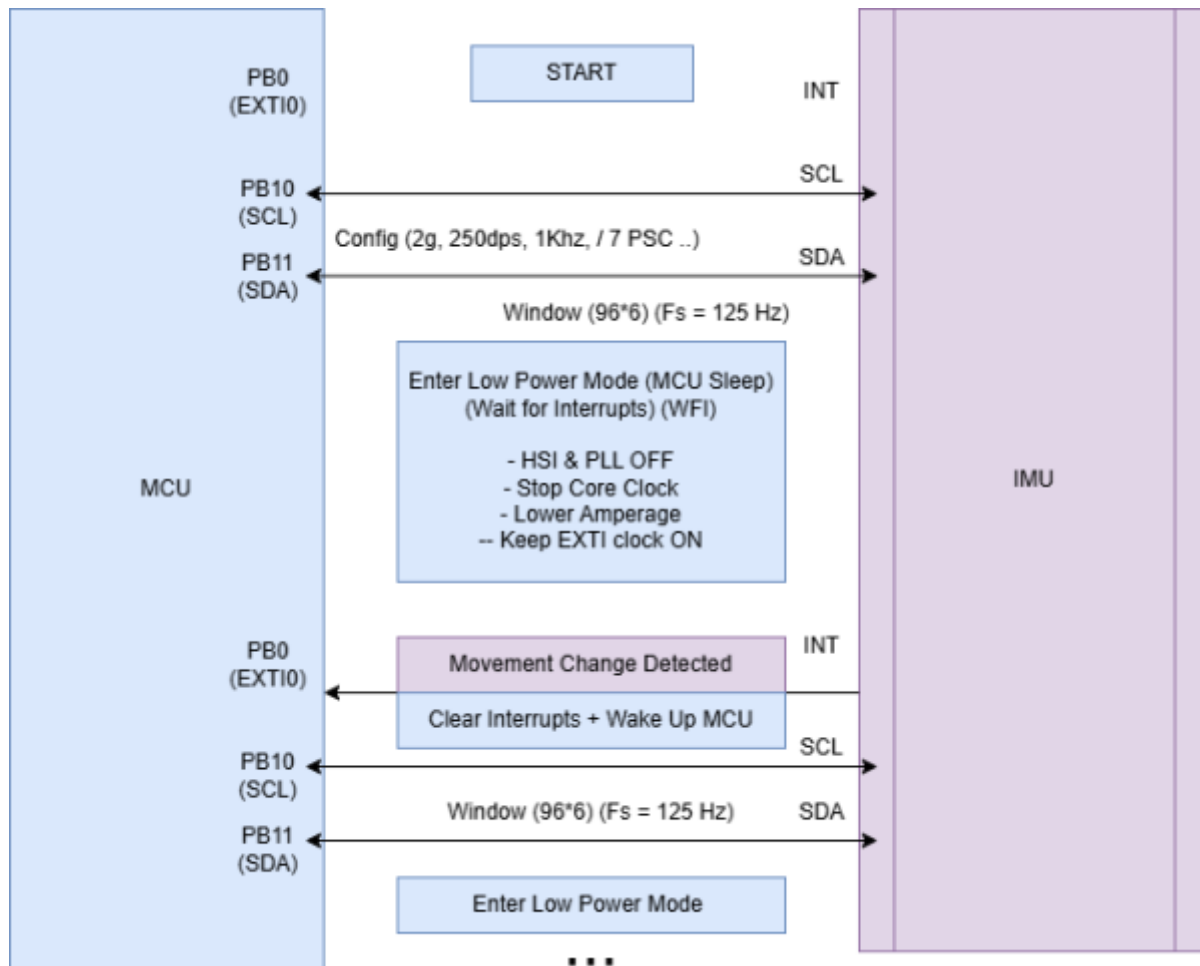 START
PB0
(EXTI0)
INT
SCL
PB10
(SCL)
Config (2g, 250dps, 1Khz, / 7 PSC ..)
SDA
PB11
(SDA)
Window (96*6) (Fs = 125 Hz)
Enter Low Power Mode (MCU Sleep)
(Wait for Interrupts) (WFI)
- HSI & PLL OFF
- Stop Core Clock
- Lower Amperage
-- Keep EXTI clock ON
MCU
IMU
PB0
(EXTI0)
Movement Change Detected
INT
Clear Interrupts + Wake Up MCU
SCL
PB10
(SCL)
Window (96*6) (Fs = 125 Hz)
SDA
PB11
(SDA)
Enter Low Power Mode
...